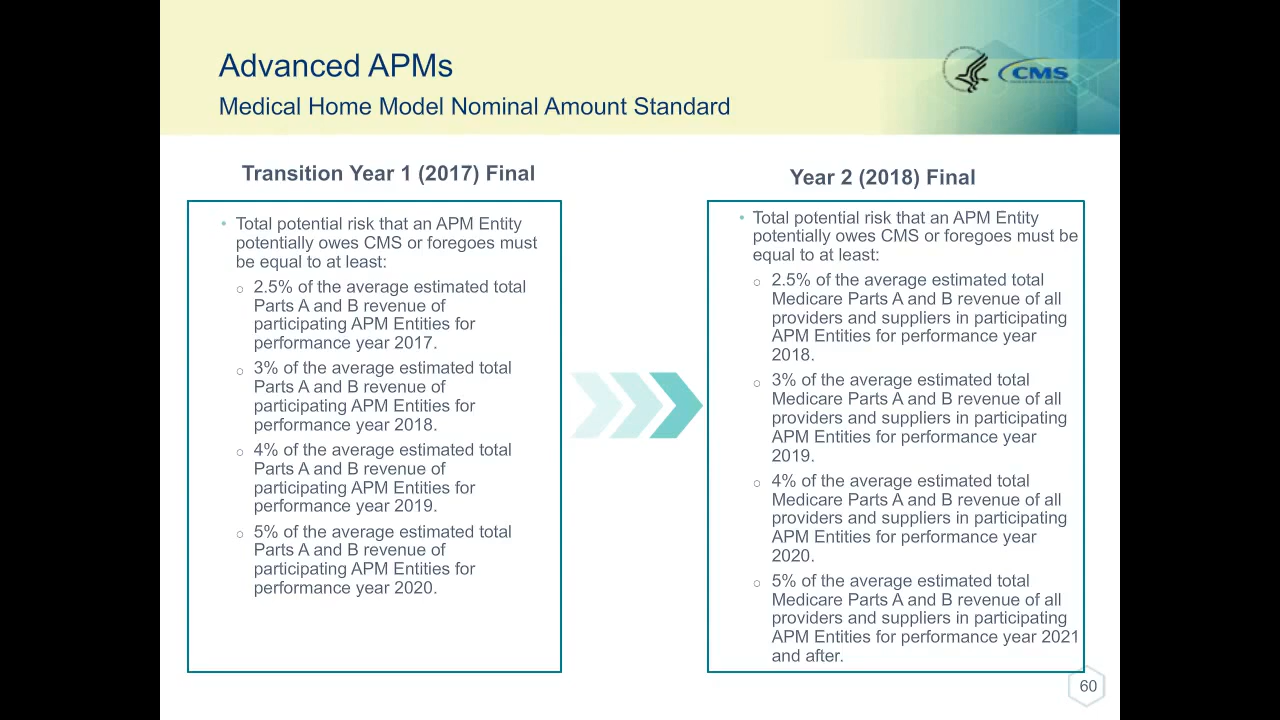 Advanced APMs
CMS
Medical Home Model Nominal Amount Standard
Transition Year 1 (2017) Final
• Total potential risk that an APM Entity
potentially owes CMS or foregoes must
be equal to at least:
o 2.5% of the average estimated total
Parts A and B revenue of
participating APM Entities for
performance year 2017.
o 3% of the average estimated total
Parts A and B revenue of
participating APM Entities for
performance year 2018.
o 4% of the average estimated total
Parts A and B revenue of
participating APM Entities for
performance year 2019.
o 5% of the average estimated total
Parts A and B revenue of
participating APM Entities for
performance year 2020.
Year 2 (2018) Final
• Total potential risk that an APM Entity
potentially owes CMS or foregoes must be
equal to at least:
o 2.5% of the average estimated total
Medicare Parts A and B revenue of all
providers and suppliers in participating
APM Entities for performance year
2018.
o 3% of the average estimated total
Medicare Parts A and B revenue of all
providers and suppliers in participating
APM Entities for performance year
2019.
o 4% of the average estimated total
Medicare Parts A and B revenue of all
providers and suppliers in participating
APM Entities for performance year
2020.
o 5% of the average estimated total
Medicare Parts A and B revenue of all
providers and suppliers in participating
APM Entities for performance year 2021
and after.
60